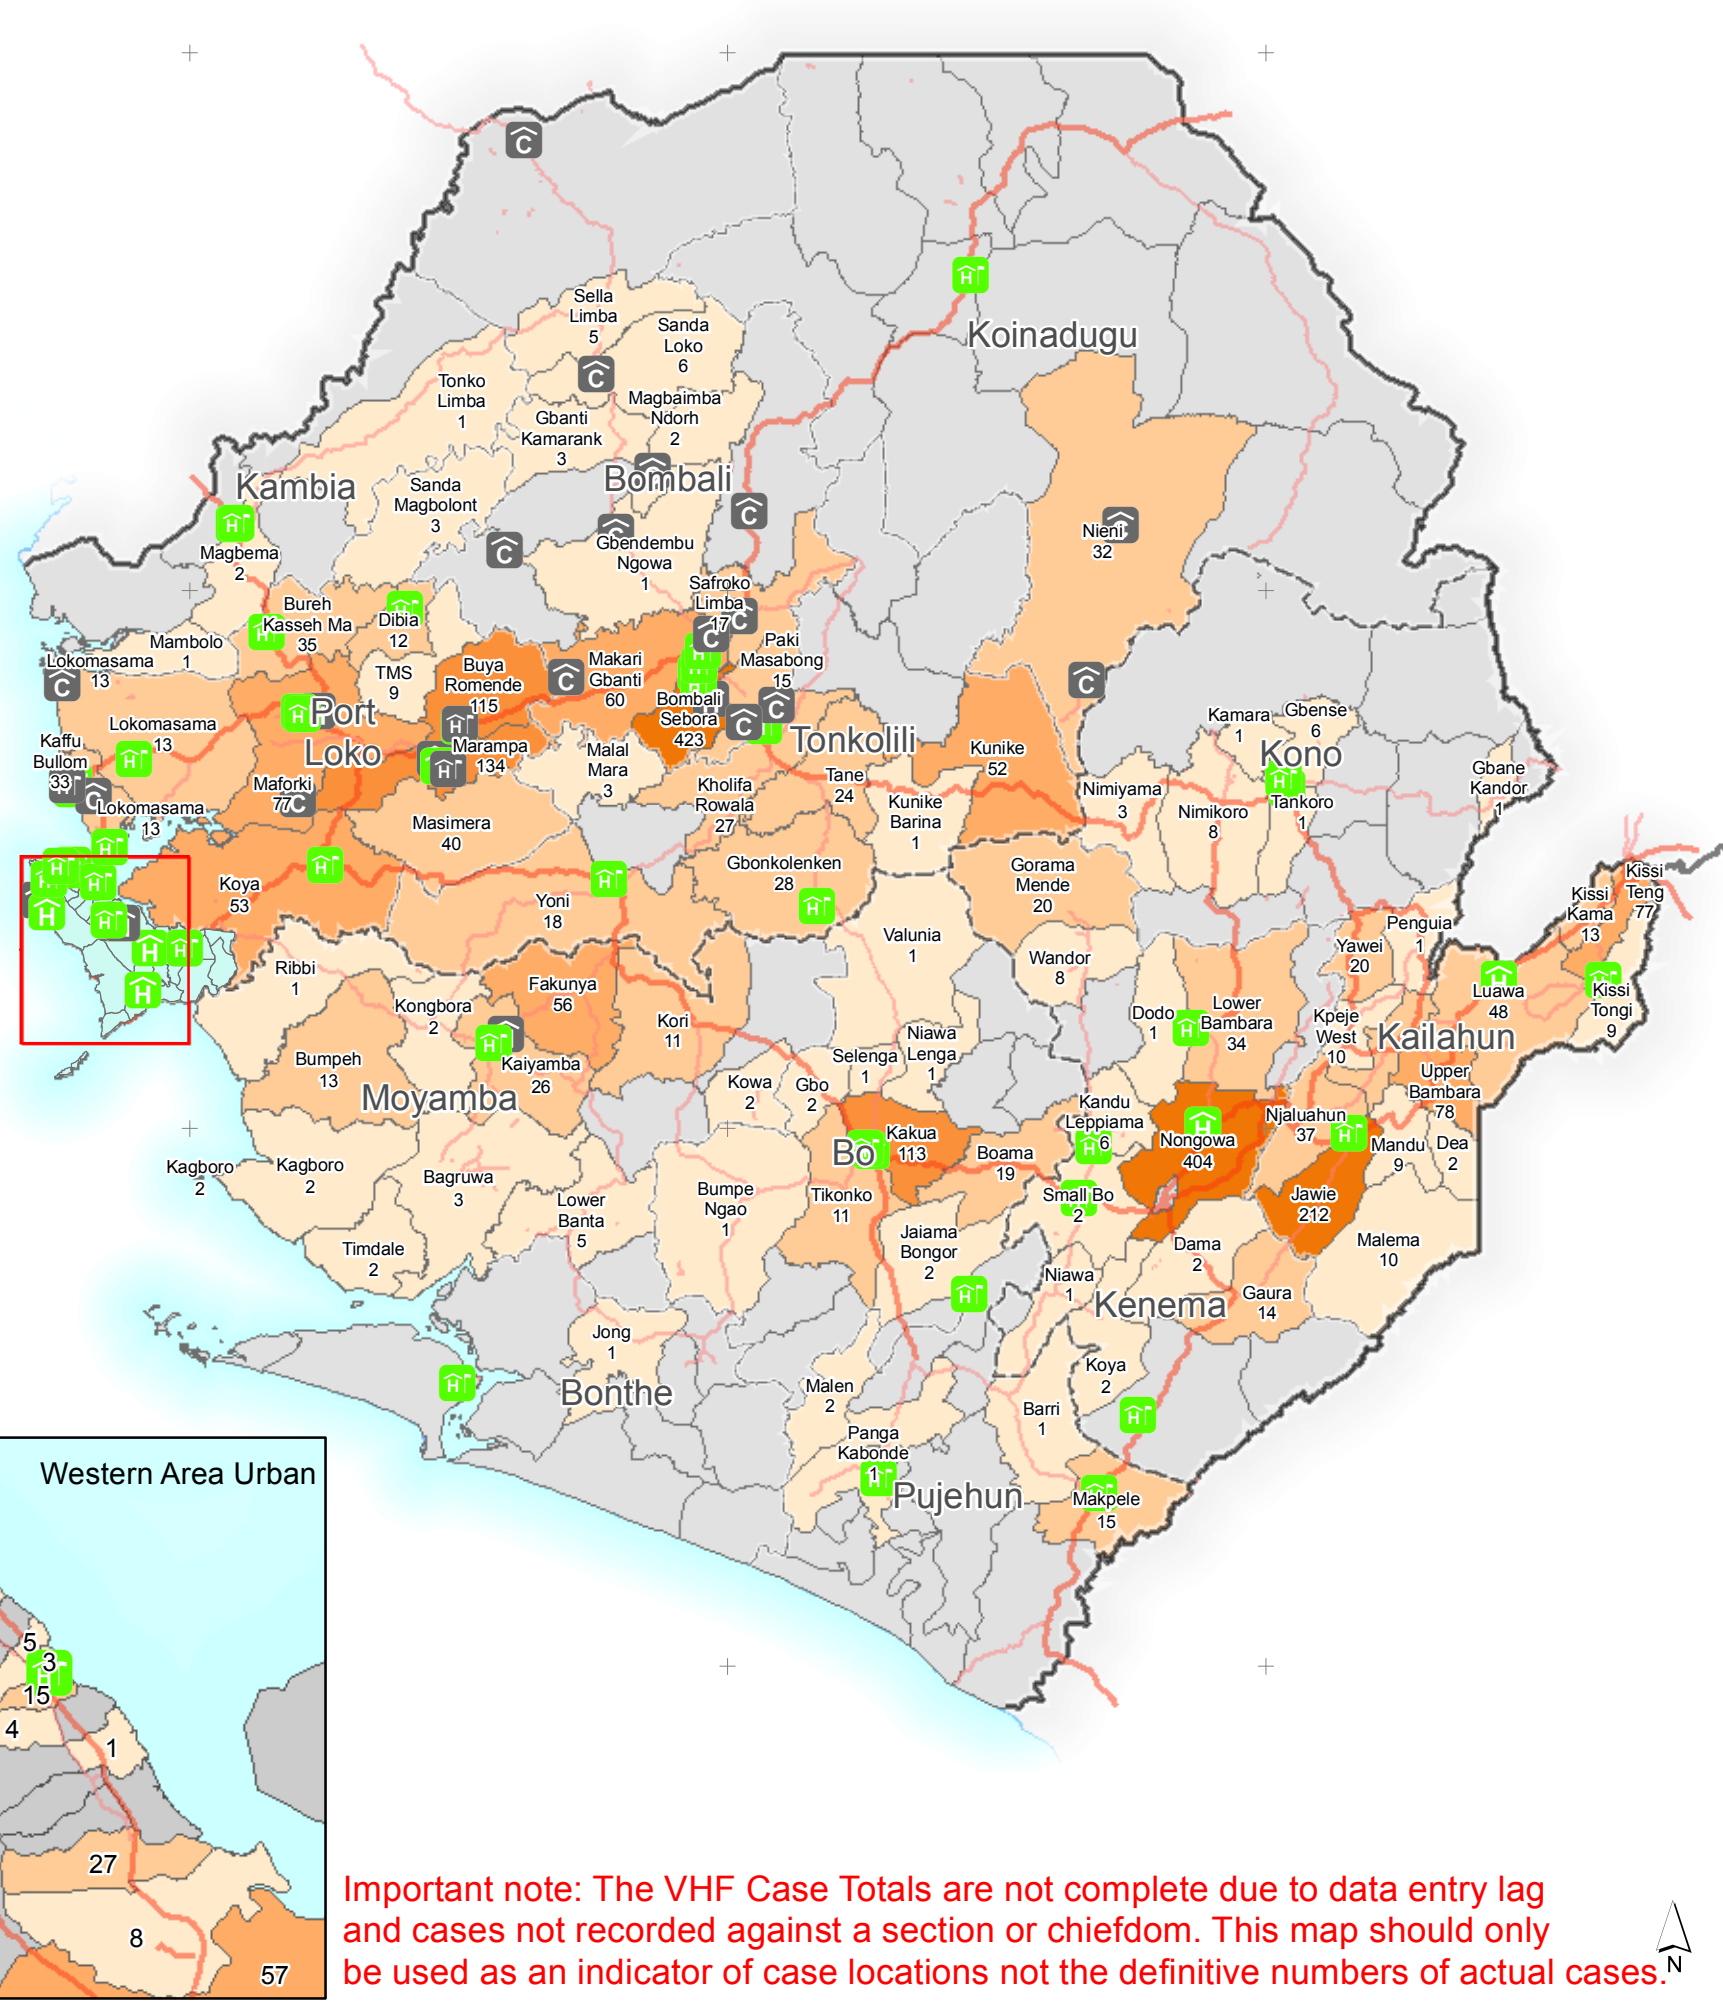 Sella
Limba
5
Sanda
Loko
6
Koinadugu
Tonko
Limba
1
Magbaimba
Ndorh
2
Gbanti
Kamarank
3
Kambia
Bombali
Sanda
Magbolont
3
Nieni
32
Magbema
2
Gbendembu
Ngowa
1
Safroko
Limba
17
Bureh
Kasseh Ma
35
Dibia
12
Mambolo
1
Lokomasama
13
TMS
9
Buya
Romende
115
Makari
Gbanti
60
Paki
Masabong
15
Bombali
Sebora
423
Port
Loko
Lokomasama
13
Kaffu
Bullom
33
Marampa
134
Malal
Mara
3
Tonkolili
Kunike
52
Kamara
1
Gbense
6
Kono
Gbane
Kandor
1
Maforki
77
Lokomasama
13
Masimera
40
Kholifa
Rowala
27
Tane
24
Kunike
Barina
1
Nimiyama
3
Nimikoro
8
Tankoro
1
Koya
53
Yoni
18
Gbonkolenken
28
Gorama
Mende
20
Kissi
Teng
77
Kissi
Kama
13
Penguia
1
Yawei
20
Valunia
1
Wandor
8
Ribbi
1
Kongbora
2
Fakunya
56
Kori
11
Luawa
48
Kissi
Tongi
9
Dodo
1
Lower
Bambara
34
Kpeje
West
10
Kailahun
Niawa
Lenga
1
Selenga
1
Bumpeh
13
Kaiyamba
26
Moyamba
Kowa
2
Gbo
2
Upper
Bambara
78
Kandu
Leppiama
6
Njaluahun
37
Nongowa
404
Mandu
9
Dea
2
Bo
Kakua
113
Boama
19
Kagboro
2
Kagboro
2
Bagruwa
3
Bumpe
Ngao
1
Tikonko
11
Small Bo
2
Jawie
212
Lower
Banta
5
Jaiama
Bongor
2
Timdale
2
Dama
2
Malema
10
Niawa
1
Kenema
Gaura
14
Jong
1
Bonthe
Malen
2
Koya
2
Barri
1
Panga
Kabonde
1
Pujehun
Makpele
15
Western Area Urban
5
3
15
4
1
27
8
57
Important note: The VHF Case Totals are not complete due to data entry lag
and cases not recorded against a section or chiefdom. This map should only
be used as an indicator of case locations not the definitive numbers of actual cases.
N